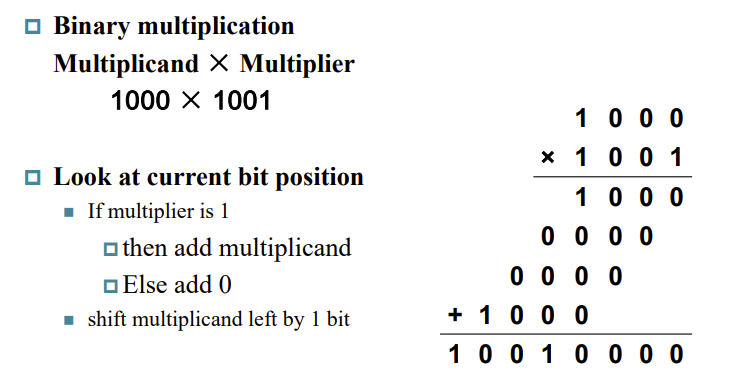 Binary multiplication
Multiplicand × Multiplier
1000 × 1001
Look at current bit position
If multiplier is 1
then add multiplicand
Else add 0
shift multiplicand left by 1 bit
1 0 0 0
× 1 0 0 1
1 0 0 0
0 0 0 0
0 0 0 0
+ 1 0 0 0
1 0 0 1 0 0 0 0